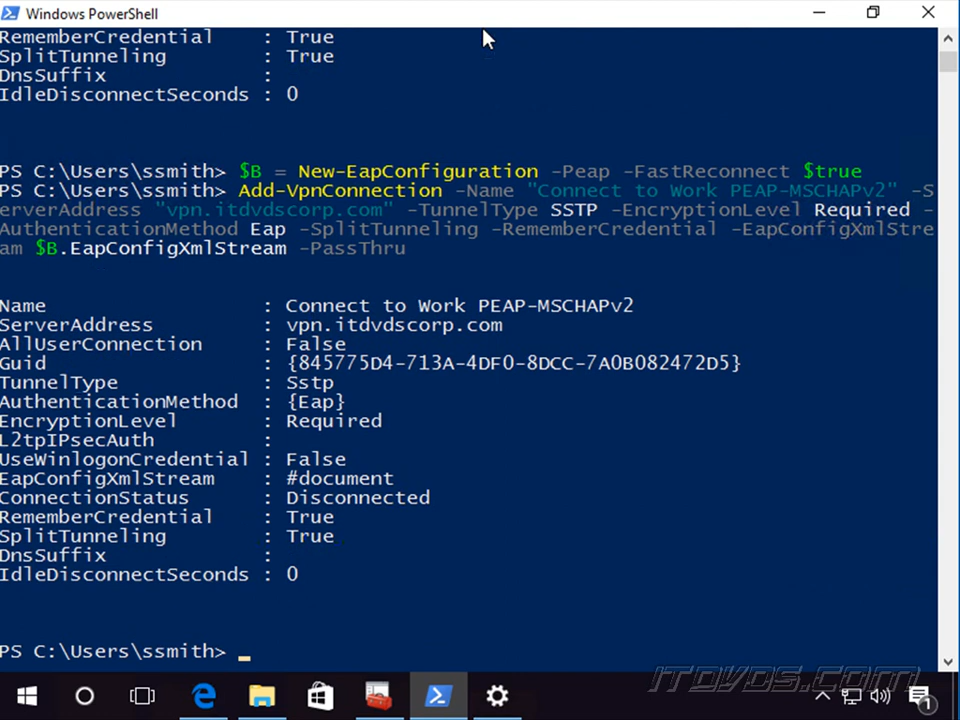 Windows PowerShell
RememberCredential : True
SplitTunneling : True
DnsSuffix :
IdleDisconnectSeconds : 0
PS C:\Users\ssmith> $B = New-EapConfiguration -Peap -FastReconnect $true
PS C:\Users\ssmith> Add-VpnConnection -Name "Connect to Work PEAP-MSCHAPv2" -S
erverAddress "vpn.itdvdscorp.com" -TunnelType SSTP -EncryptionLevel Required -
AuthenticationMethod Eap -SplitTunneling -RememberCredential -EapConfigXmlStre
am $B.EapConfigXmlStream -PassThru
Name : Connect to Work PEAP-MSCHAPv2
ServerAddress : vpn.itdvdscorp.com
AllUserConnection : False
Guid : {845775D4-713A-4DF0-8DCC-7A0B082472D5}
TunnelType : Sstp
AuthenticationMethod : {Eap}
EncryptionLevel : Required
L2tpIPsecAuth :
UseWinlogonCredential : False
EapConfigXmlStream : #document
ConnectionStatus : Disconnected
RememberCredential : True
SplitTunneling : True
DnsSuffix :
IdleDisconnectSeconds : 0
PS C:\Users\ssmith> _
ITDVDS.com
1